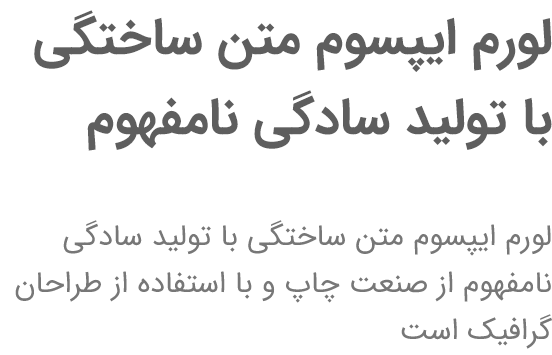 لورم ایپسوم متن ساختگی
با تولید سادگی نامفهوم
لورم ایپسوم متن ساختگی با تولید سادگی
نامفهوم از صنعت چاپ و با استفاده از طراحان
گرافیک است